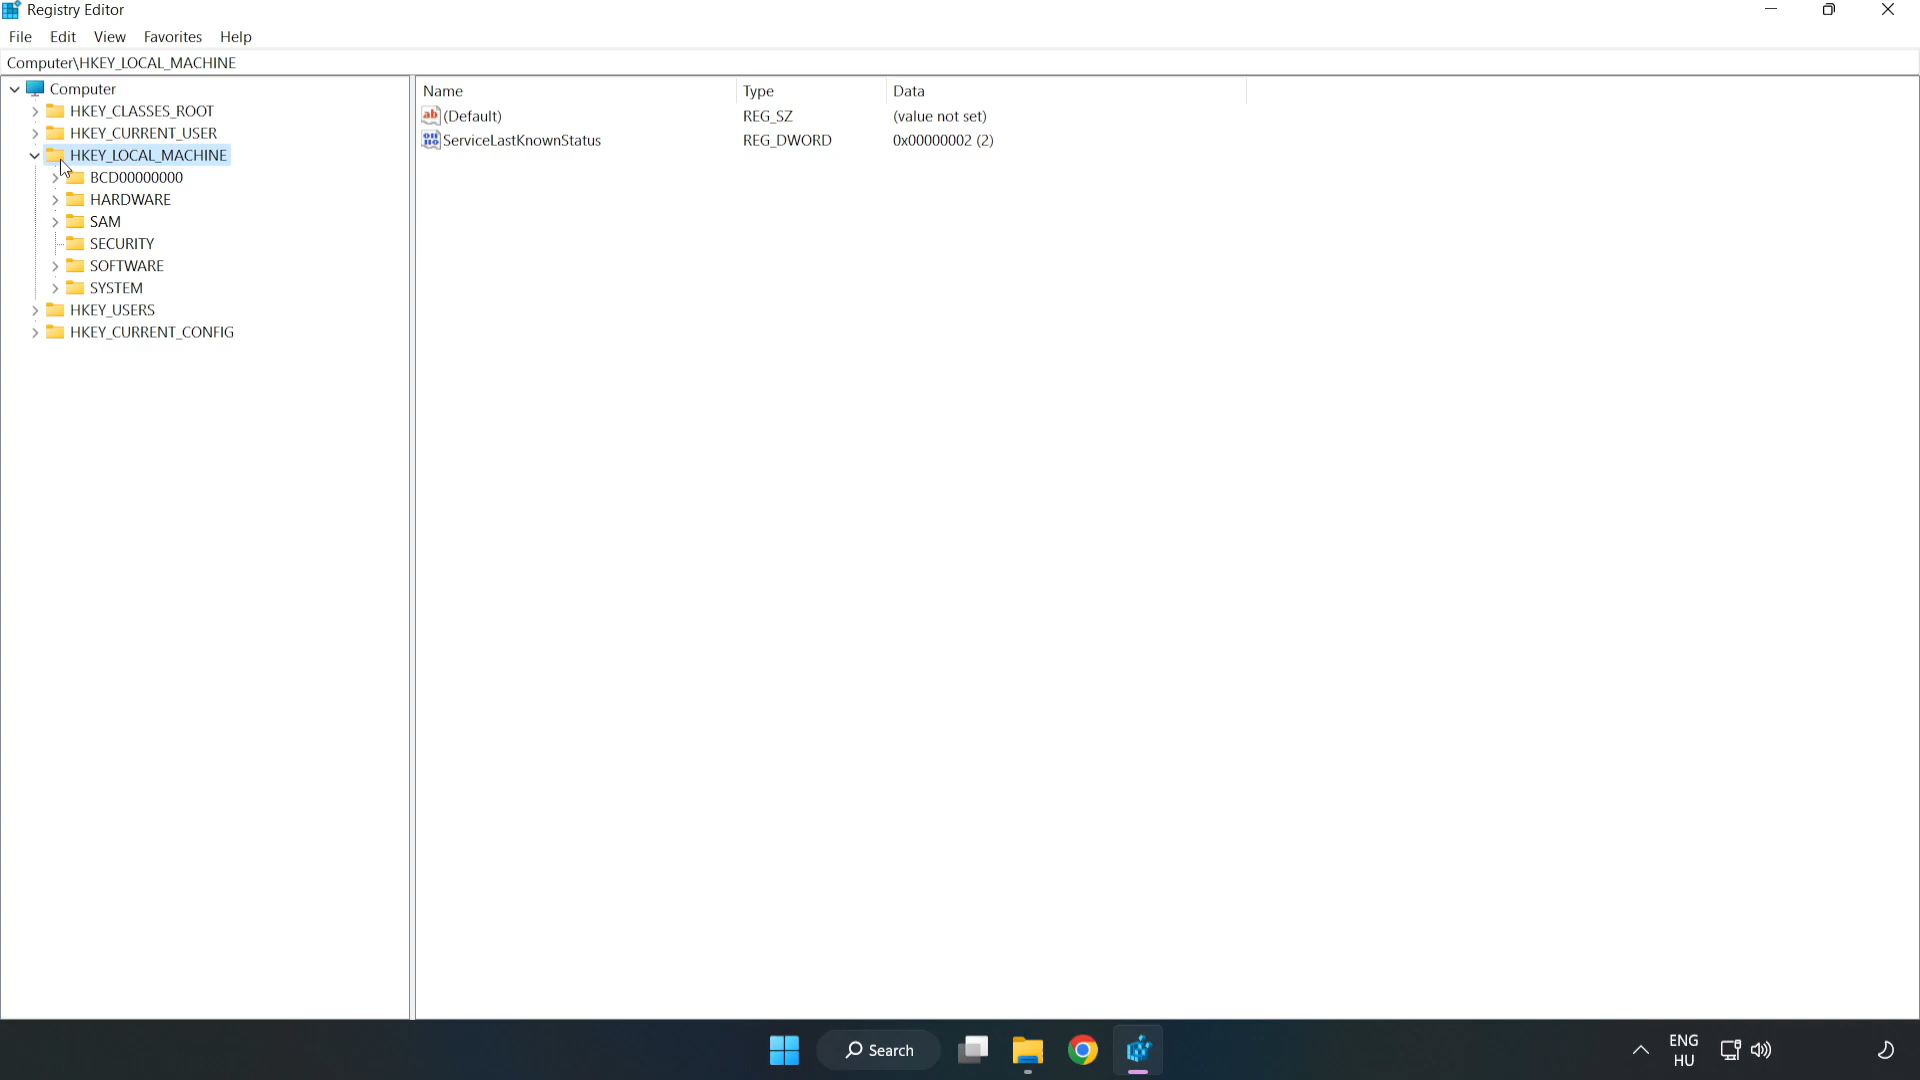 Registry Editor
File Edit View Favorites Help
Computer\HKEY_LOCAL_MACHINE
Computer
HKEY_CLASSES_ROOT
HKEY_CURRENT_USER
HKEY_LOCAL_MACHINE
BCD00000000
HARDWARE
SAM
SECURITY
SOFTWARE
SYSTEM
HKEY_USERS
HKEY_CURRENT_CONFIG
Name Type Data
(Default) REG_SZ (value not set)
ServiceLastKnownStatus REG_DWORD 0x00000002 (2)
Search
ENG
HU